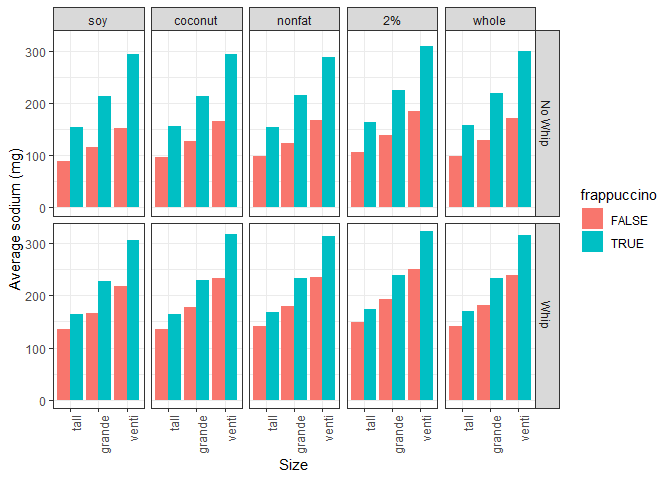 soy coconut nonfat 2% whole
300
200
100
0
No Whip
300
200
100
0
Whip
Average sodium (mg)
tall grande venti tall grande venti tall grande venti tall grande venti tall grande venti
Size
frappuccino
FALSE
TRUE